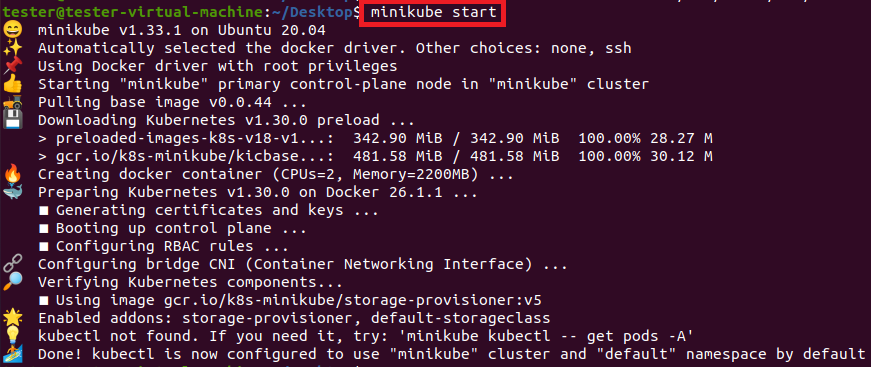 tester@tester-virtual-machine:~/Desktop$ minikube start
😄  minikube v1.33.1 on Ubuntu 20.04
✨  Automatically selected the docker driver. Other choices: none, ssh
📌  Using Docker driver with root privileges
👍  Starting "minikube" primary control-plane node in "minikube" cluster
🚜  Pulling base image v0.0.44 ...
💾  Downloading Kubernetes v1.30.0 preload ...
    > preloaded-images-k8s-v18-v1...:  342.90 MiB / 342.90 MiB  100.00% 28.27 M
    > gcr.io/k8s-minikube/kicbase...:  481.58 MiB / 481.58 MiB  100.00% 30.12 M
🔥  Creating docker container (CPUs=2, Memory=2200MB) ...
🐳  Preparing Kubernetes v1.30.0 on Docker 26.1.1 ...
    ▪ Generating certificates and keys ...
    ▪ Booting up control plane ...
    ▪ Configuring RBAC rules ...
🔗  Configuring bridge CNI (Container Networking Interface) ...
🔎  Verifying Kubernetes components...
    ▪ Using image gcr.io/k8s-minikube/storage-provisioner:v5
🌟  Enabled addons: storage-provisioner, default-storageclass
💡  kubectl not found. If you need it, try: 'minikube kubectl -- get pods -A'
🏄  Done! kubectl is now configured to use "minikube" cluster and "default" namespace by default